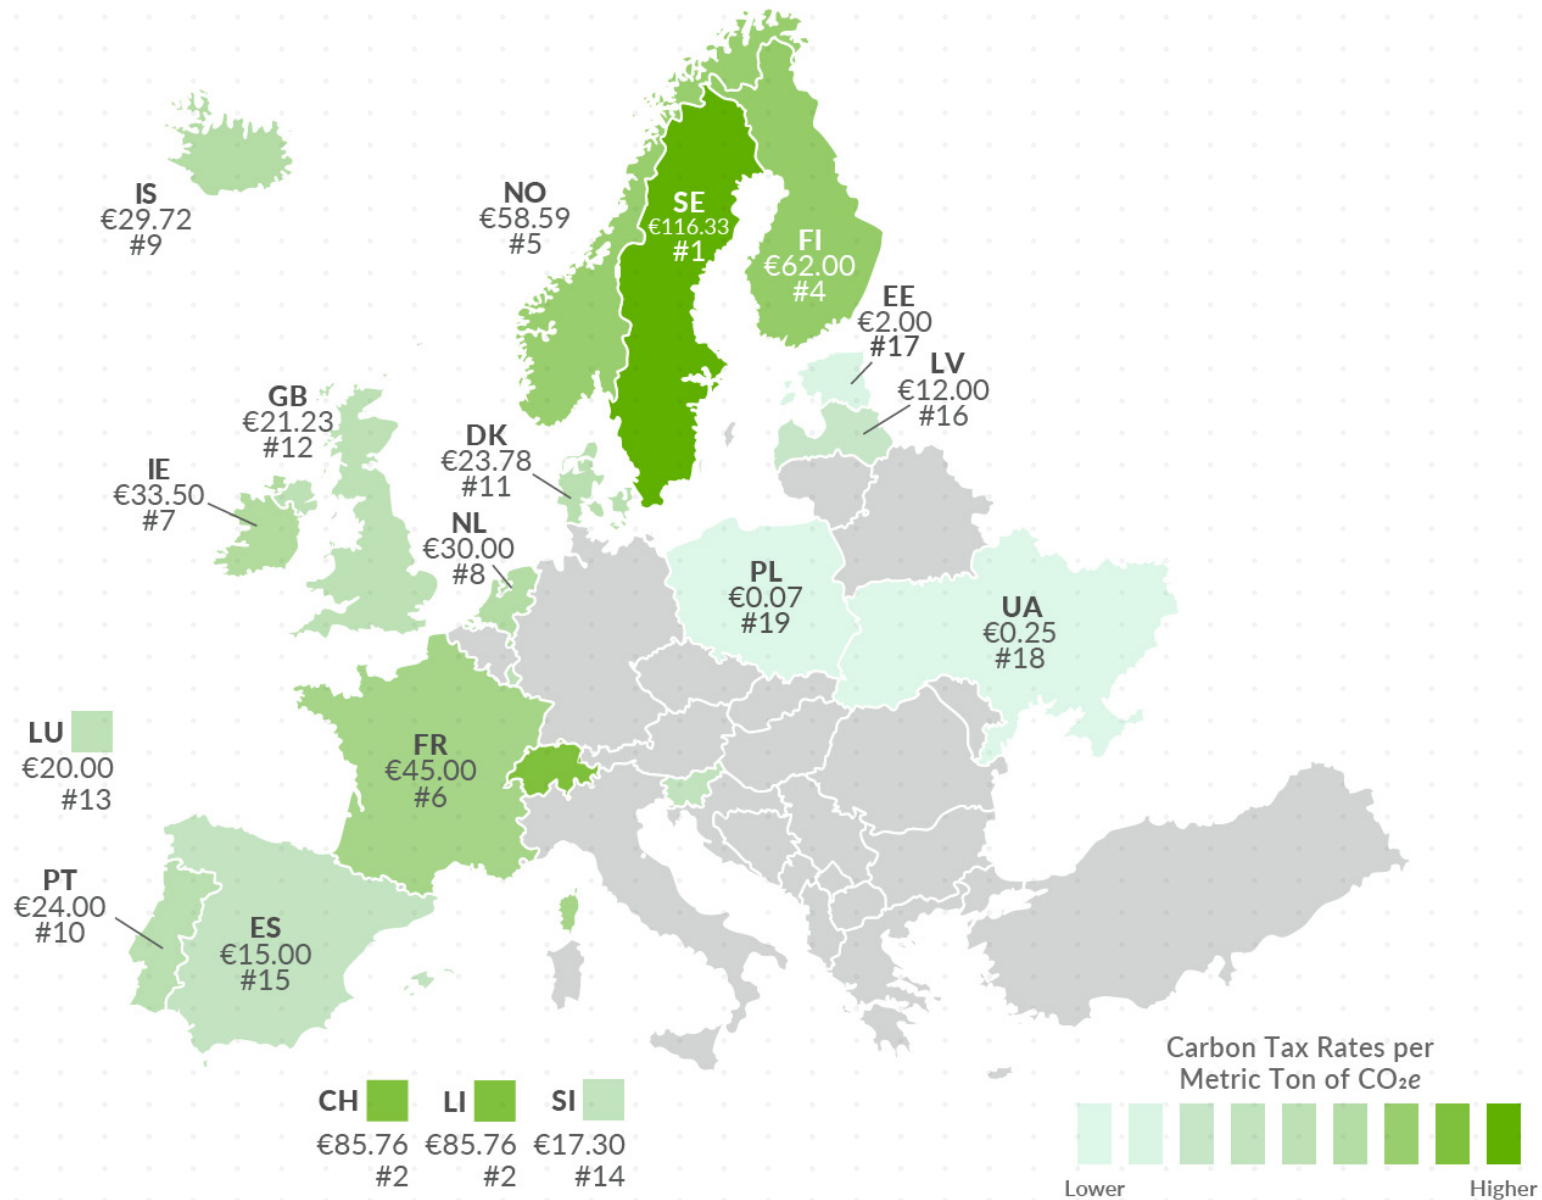 IS
€29.72
#9
NO
€58.59
#5
SE
€116.33
#1
FI
€62.00
#4
EE
€2.00
#17
LV
€12.00
#16
GB
€21.23
#12
DK
€23.78
#11
IE
€33.50
#7
NL
€30.00
#8
PL
€0.07
#19
UA
€0.25
#18
LU
€20.00
#13
FR
€45.00
#6
PT
€24.00
#10
ES
€15.00
#15
CH
€85.76
#2
LI
€85.76
#2
SI
€17.30
#14
Carbon Tax Rates per
Metric Ton of CO₂e
Lower
Higher